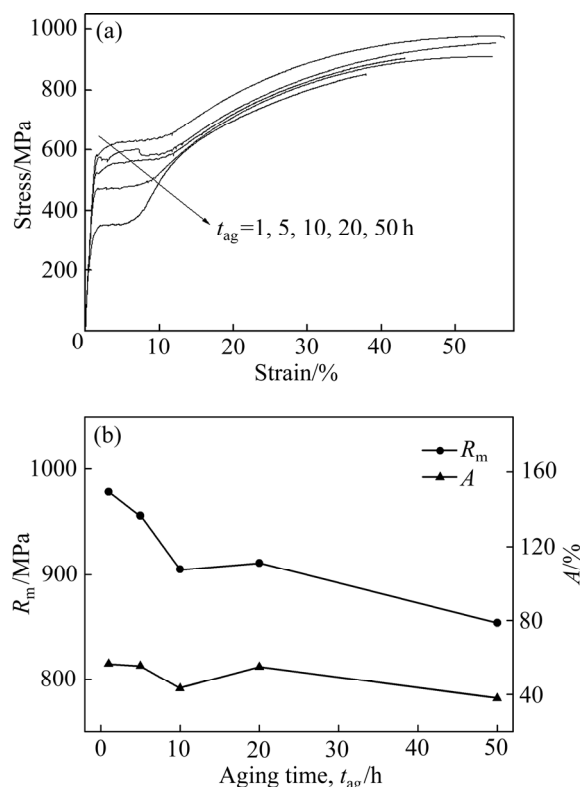 (a)
1000
800
600
400
200
0
Stress/MPa
t_ag=1, 5, 10, 20, 50 h
0 10 20 30 40 50
Strain/%
(b)
R_m
A
1000
900
800
R_m/MPa
160
120
80
40
A/%
0 10 20 30 40 50
Aging time, t_ag/h